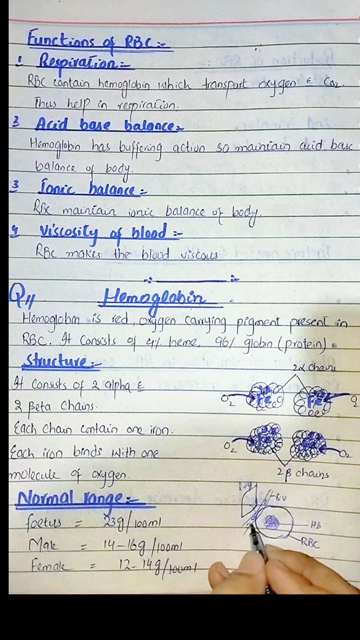 Functions of RBC:-
1 Respiration:-
RBC contain hemoglobin which transport oxygen & Co2.
Thus help in respiration.
2 Acid base balance:-
Hemoglobin has buffering action so maintain acid base
balance of body.
3 Ionic balance:-
RBC maintain ionic balance of body.
4 Viscosity of blood:-
RBC makes the blood viscous
Q11 Hemoglobin
Hemoglobin is red, oxygen carrying pigment present in
RBC. It consists of 4% heme, 96% globin (protein).
Structure:-
It consists of 2 alpha &
2 Beta Chains.
Each chain contain one iron.
Each iron binds with one
molecule of oxygen.
2α chains
O2 Fe Fe
O2 O2
2β chains
Normal range:-
foetus = 23g/100ml
Male = 14-16g/100ml
Female = 12-14g/100ml
Hb
RBC